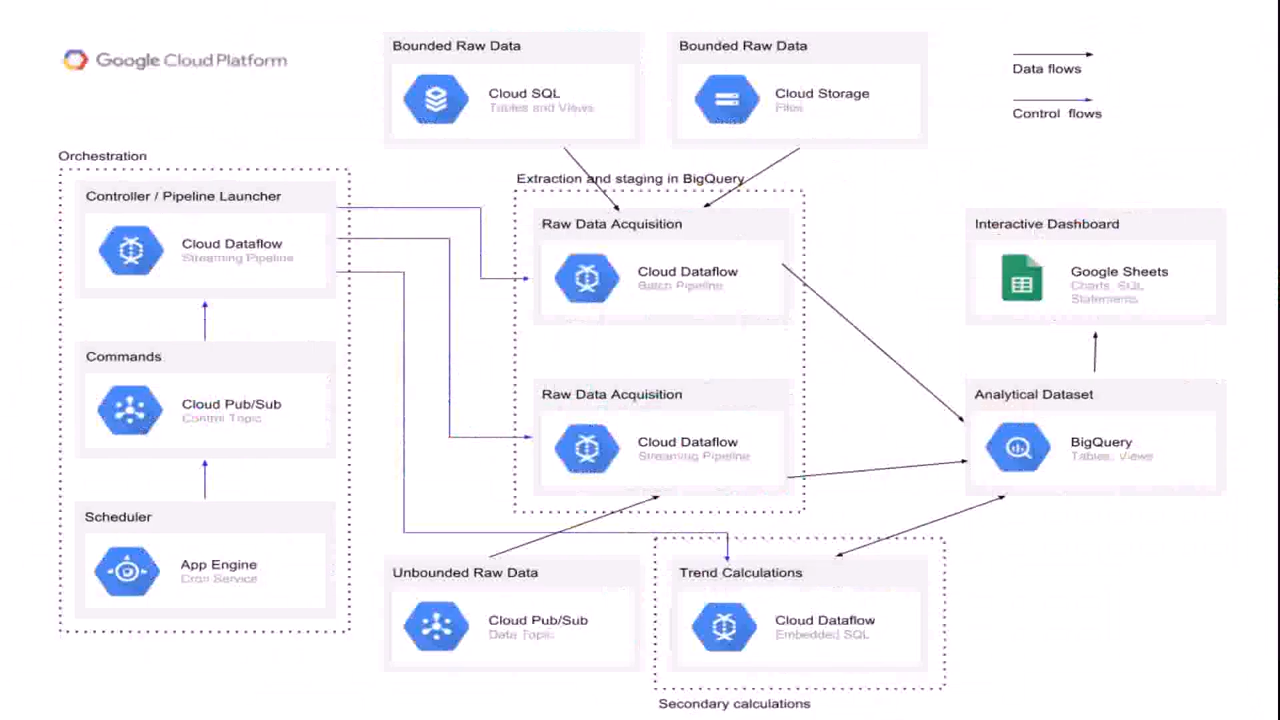 Google Cloud Platform
Bounded Raw Data
Cloud SQL
Tables and Views
Bounded Raw Data
Cloud Storage
Files
Data flows
Control flows
Orchestration
Controller / Pipeline Launcher
Cloud Dataflow
Streaming Pipeline
Commands
Cloud Pub/Sub
Control Topic
Scheduler
App Engine
Cron Service
Extraction and staging in BigQuery
Raw Data Acquisition
Cloud Dataflow
Batch Pipeline
Raw Data Acquisition
Cloud Dataflow
Streaming Pipeline
Interactive Dashboard
Google Sheets
Charts, SQL
Statements
Analytical Dataset
BigQuery
Tables, Views
Unbounded Raw Data
Cloud Pub/Sub
Data Topic
Trend Calculations
Cloud Dataflow
Embedded SQL
Secondary calculations